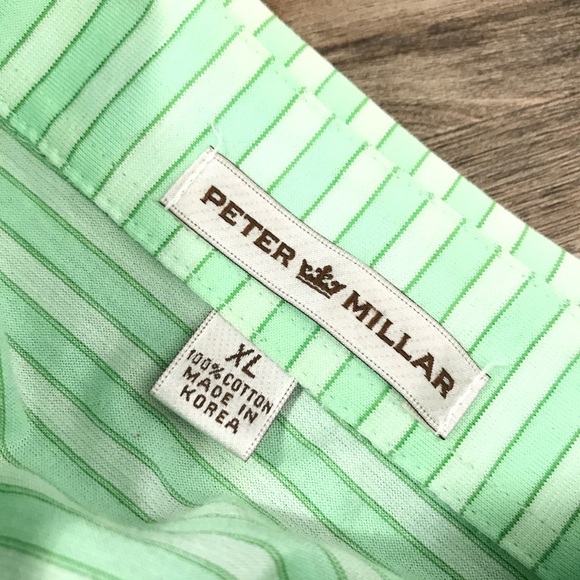 PETER MILLAR
XL
100% COTTON
MADE IN
KOREA